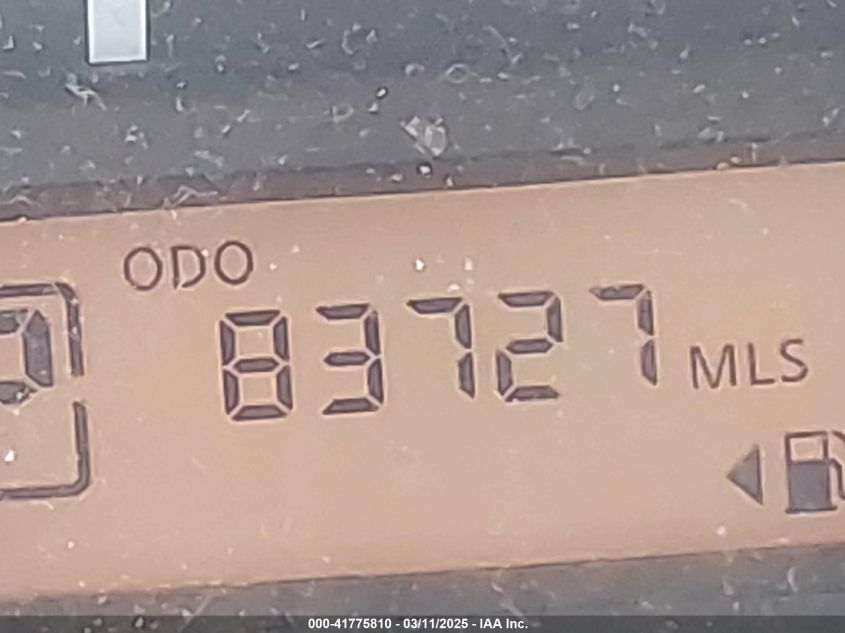 ODO
83727 MLS
P
000-41775810 - 03/11/2025 - IAA Inc.